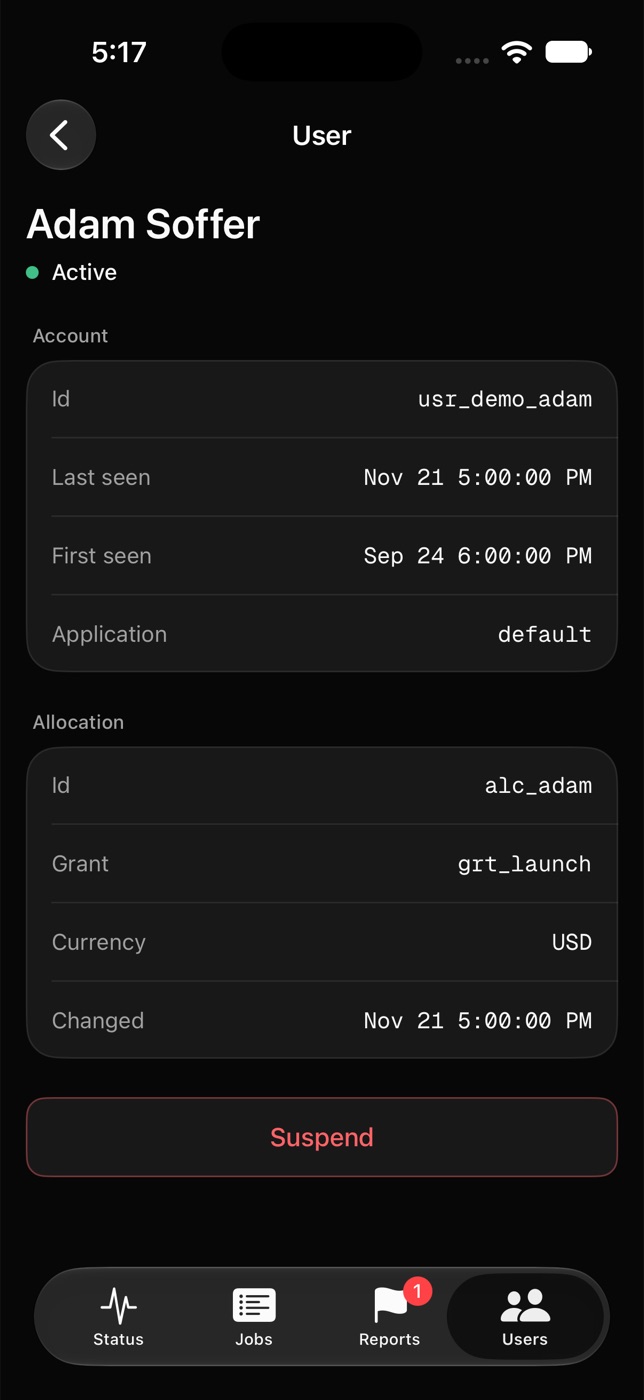 5:17
User
Adam Soffer
Active
Account
Id usr_demo_adam
Last seen Nov 21 5:00:00 PM
First seen Sep 24 6:00:00 PM
Application default
Allocation
Id alc_adam
Grant grt_launch
Currency USD
Changed Nov 21 5:00:00 PM
Suspend
1
Status Jobs Reports Users